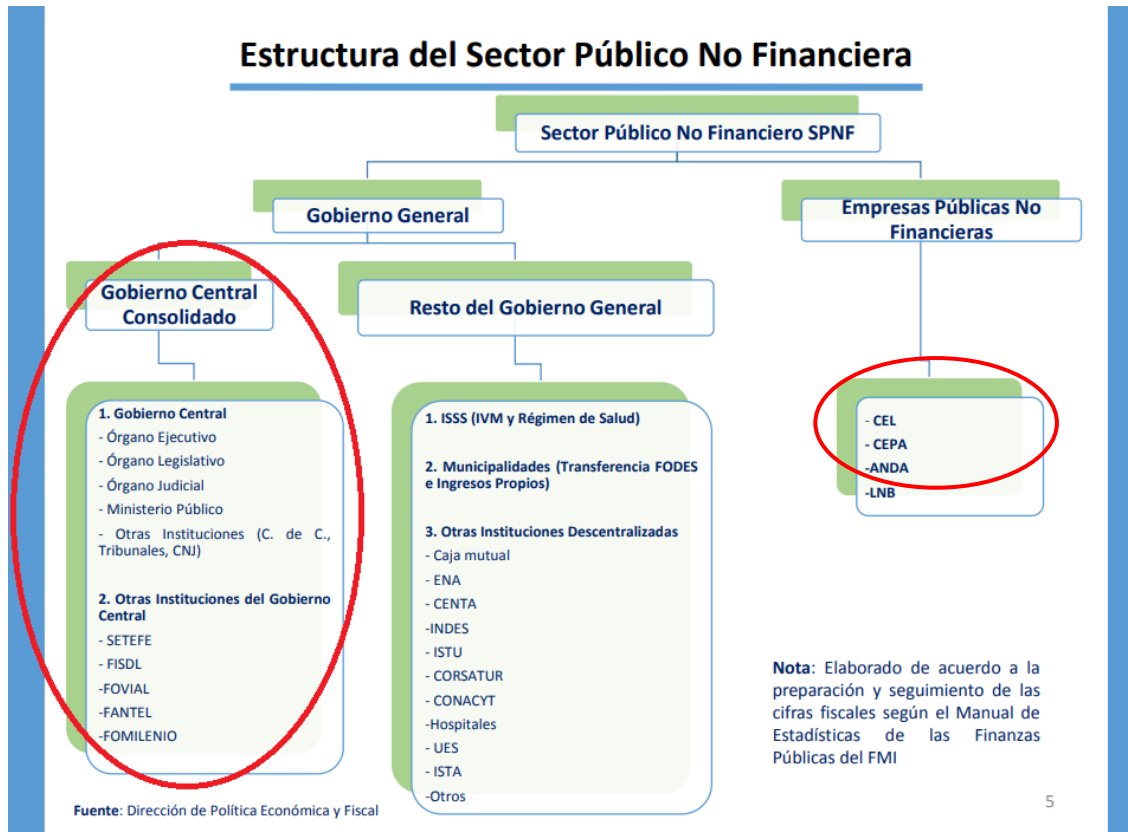 Estructura del Sector Público No Financiera
Sector Público No Financiero SPNF
Gobierno General
Empresas Públicas No
Financieras
Gobierno Central
Consolidado
Resto del Gobierno General
1. Gobierno Central
- Órgano Ejecutivo
- Órgano Legislativo
- Órgano Judicial
- Ministerio Público
- Otras Instituciones (C. de C.,
Tribunales, CNJ)
2. Otras Instituciones del Gobierno
Central
- SETEFE
- FISDL
-FOVIAL
-FANTEL
-FOMILENIO
1. ISSS (IVM y Régimen de Salud)
2. Municipalidades (Transferencia FODES
e Ingresos Propios)
3. Otras Instituciones Descentralizadas
- Caja mutual
- ENA
- CENTA
-INDES
- ISTU
- CORSATUR
- CONACYT
-Hospitales
- UES
- ISTA
-Otros
- CEL
- CEPA
-ANDA
-LNB
Nota: Elaborado de acuerdo a la
preparación y seguimiento de las
cifras fiscales según el Manual de
Estadísticas de las Finanzas
Públicas del FMI
Fuente: Dirección de Política Económica y Fiscal
5